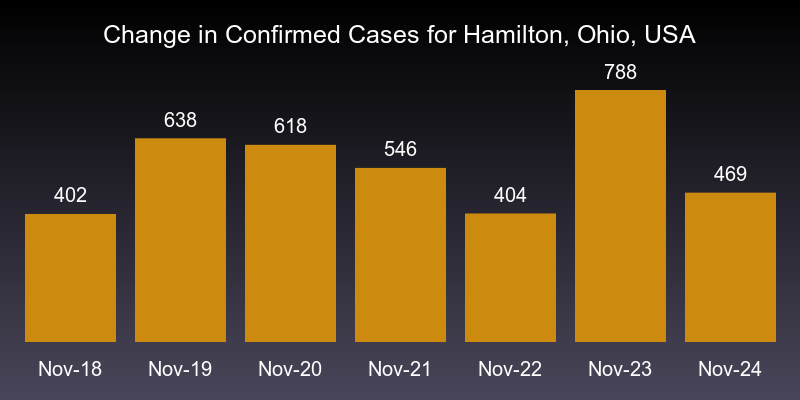 Change in Confirmed Cases for Hamilton, Ohio, USA
402
638
618
546
404
788
469
Nov-18
Nov-19
Nov-20
Nov-21
Nov-22
Nov-23
Nov-24